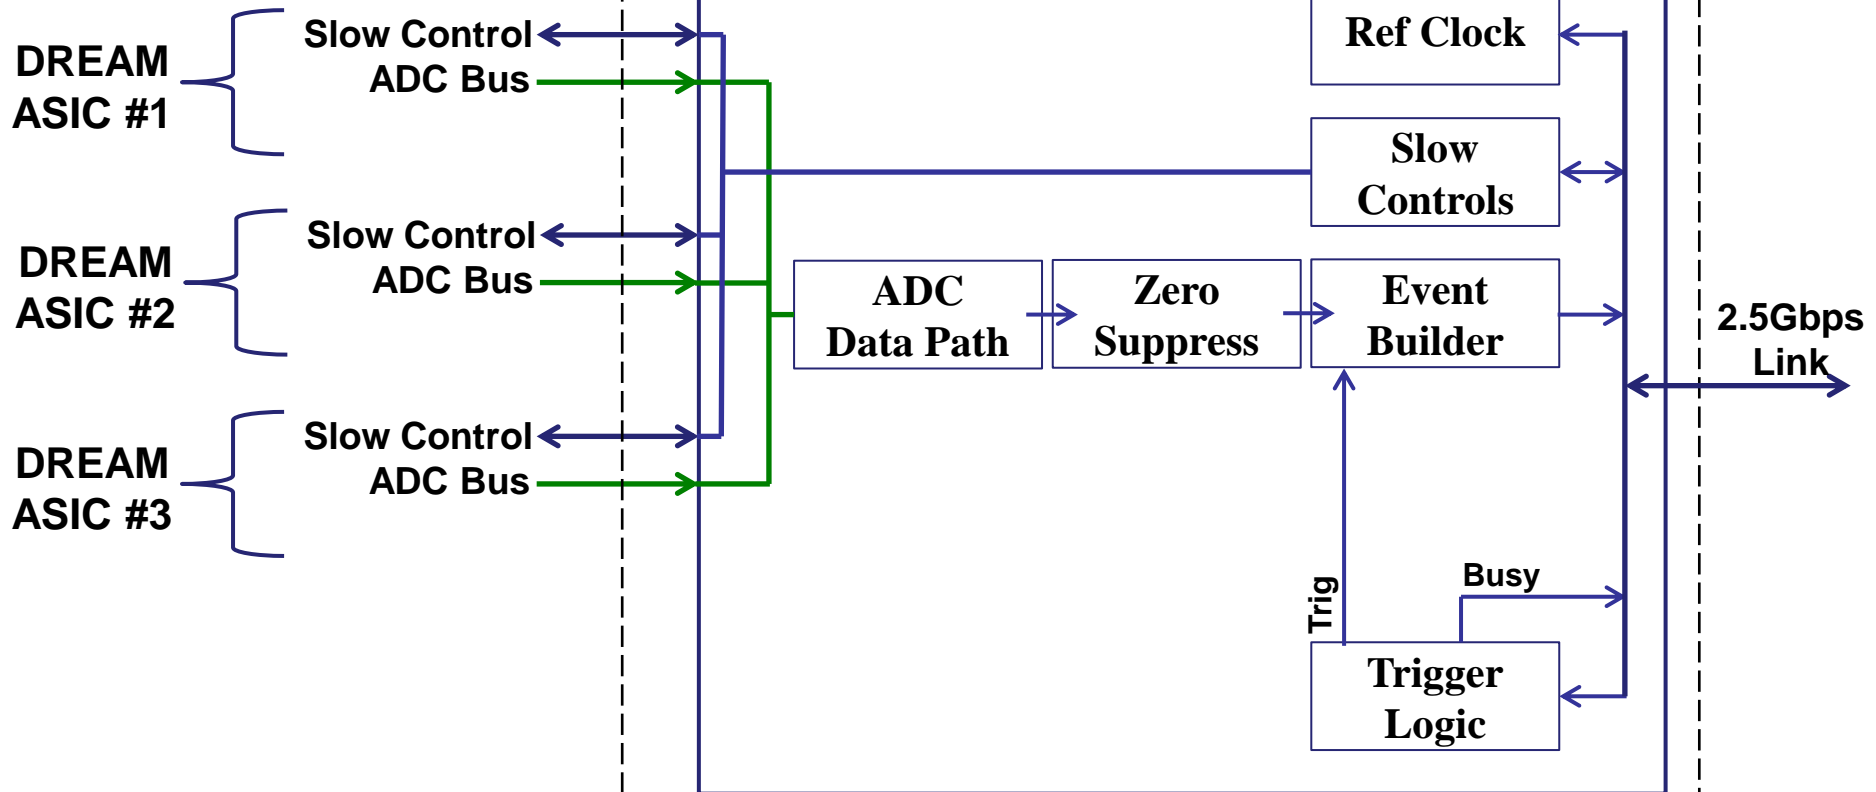 DREAM
ASIC #1
Slow Control
ADC Bus
Ref Clock
Slow
Controls
DREAM
ASIC #2
Slow Control
ADC Bus
ADC
Data Path
Zero
Suppress
Event
Builder
2.5Gbps
Link
DREAM
ASIC #3
Slow Control
ADC Bus
Trig
Busy
Trigger
Logic